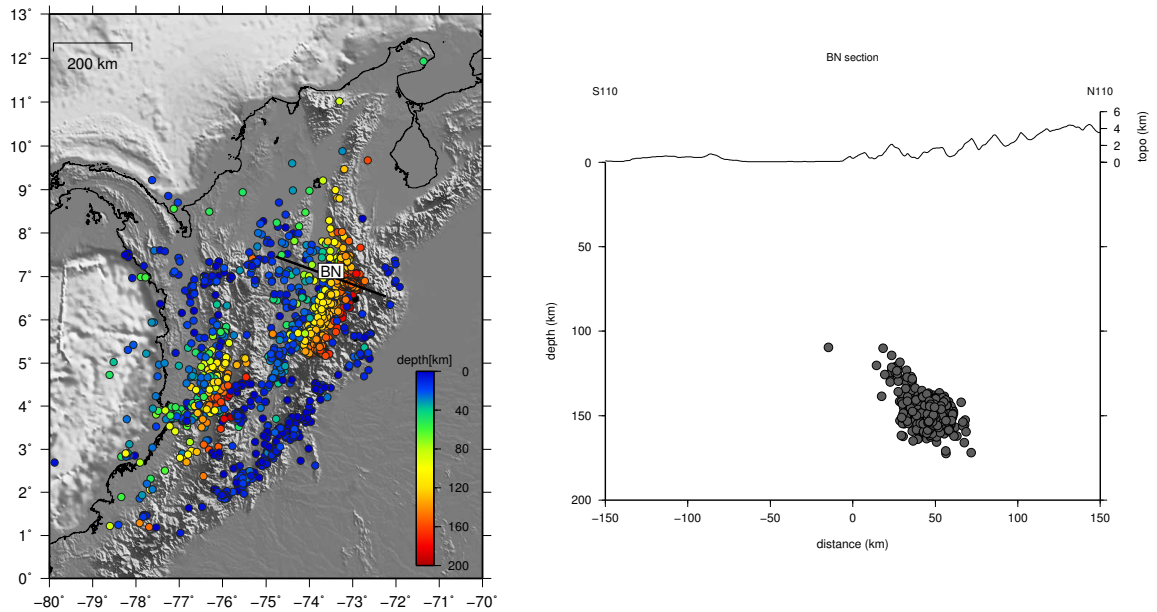 13˚
12˚
11˚
10˚
9˚
8˚
7˚
6˚
5˚
4˚
3˚
2˚
1˚
0˚
200 km
BN
depth[km]
0
40
80
120
160
200
−80 −79 −78 −77 −76 −75 −74 −73 −72 −71 −70
BN section
S110 N110
6
4
2
0
topo (km)
0
50
100
150
200
depth (km)
−150 −100 −50 0 50 100 150
distance (km)